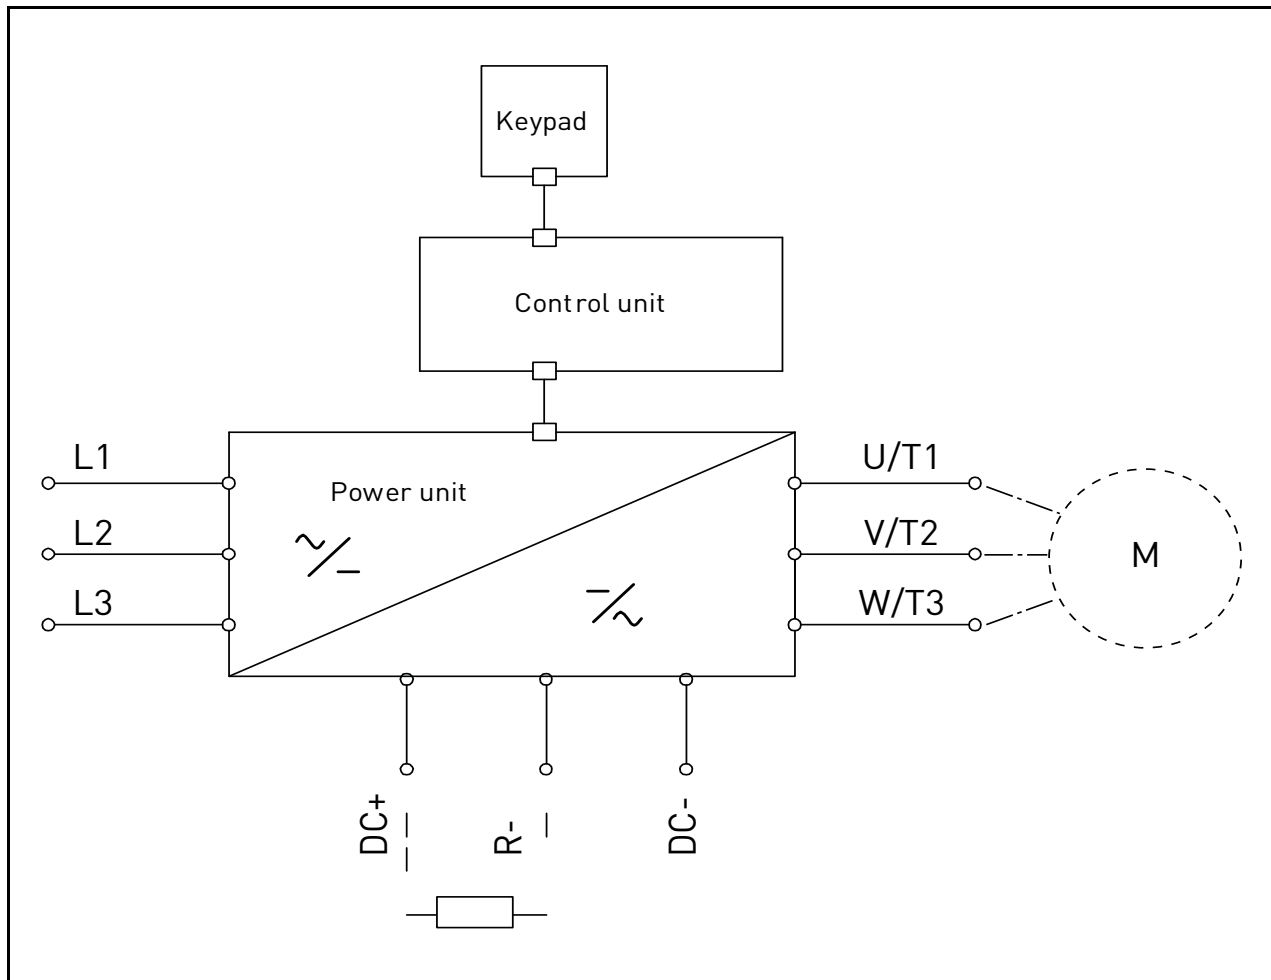 Keypad
Control unit
L1
U/T1
Power unit
L2
V/T2
M
L3
W/T3
DC+
R-
DC-